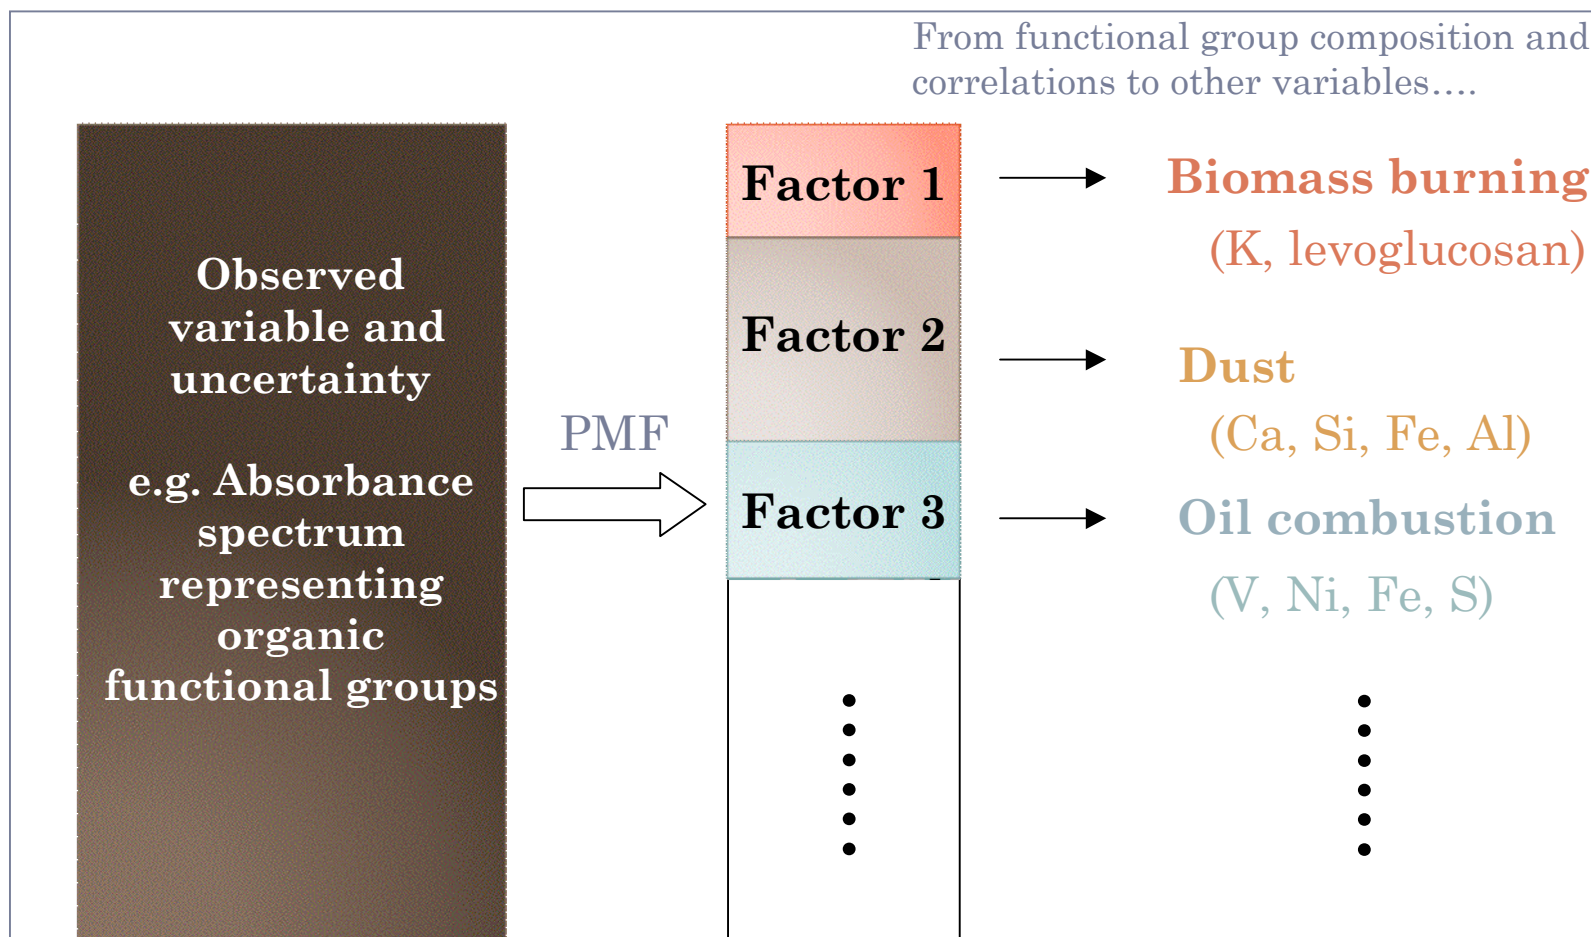 From functional group composition and
correlations to other variables....
Observed
variable and
uncertainty
e.g. Absorbance
spectrum
representing
organic
functional groups
PMF
Factor 1
Factor 2
Factor 3
Biomass burning
(K, levoglucosan)
Dust
(Ca, Si, Fe, Al)
Oil combustion
(V, Ni, Fe, S)